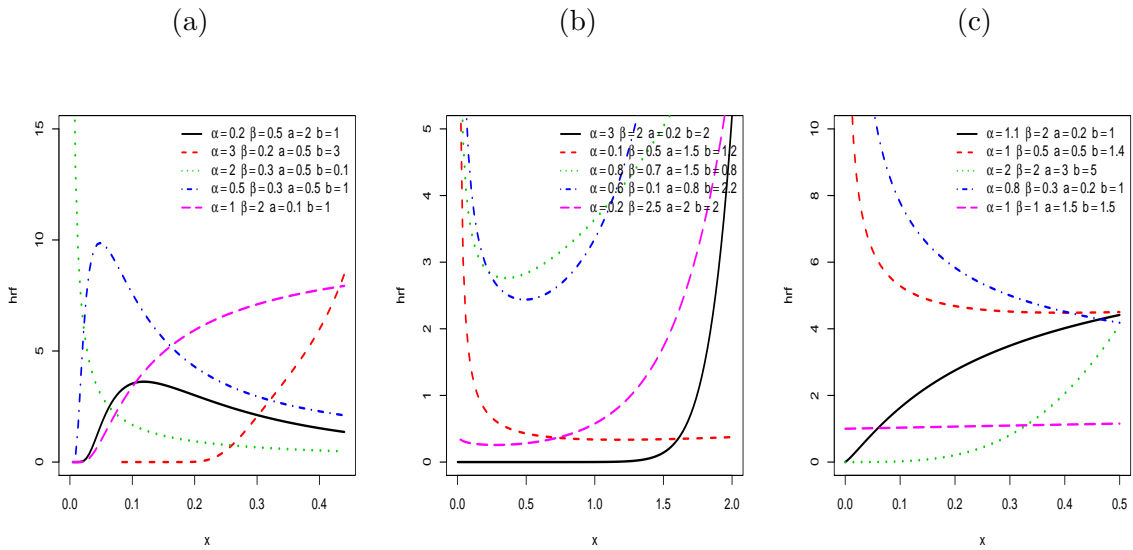 (a)
(b)
(c)
α=0.2 β=0.5 a=2 b=1
α=3 β=0.2 a=0.5 b=3
α=2 β=0.3 a=0.5 b=0.1
α=0.5 β=0.3 a=0.5 b=1
α=1 β=2 a=0.1 b=1
15
10
5
0
hrf
0.0 0.1 0.2 0.3 0.4
x
α=3 β=2 a=0.2 b=2
α=0.1 β=0.5 a=1.5 b=1.2
α=0.8 β=0.7 a=1.5 b=0.8
α=0.6 β=0.1 a=0.8 b=2.2
α=0.2 β=2.5 a=2 b=2
5
4
3
2
1
0
hrf
0.0 0.5 1.0 1.5 2.0
x
α=1.1 β=2 a=0.2 b=1
α=1 β=0.5 a=0.5 b=1.4
α=2 β=2 a=3 b=5
α=0.8 β=0.3 a=0.2 b=1
α=1 β=1 a=1.5 b=1.5
10
8
6
4
2
0
hrf
0.0 0.1 0.2 0.3 0.4 0.5
x